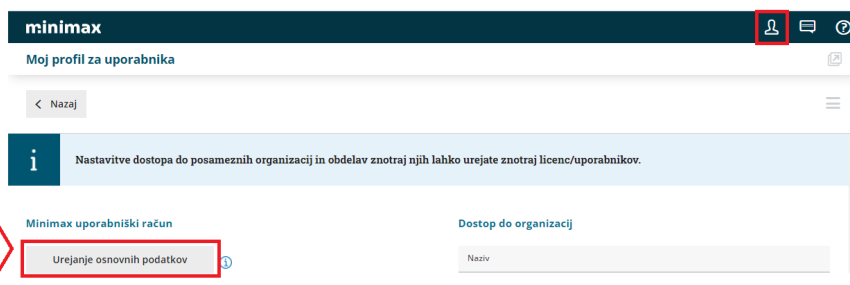 minimax
Moj profil za uporabnika
Nazaj
i Nastavitve dostopa do posameznih organizacij in obdelav znotraj njih lahko urejate znotraj licenc/uporabnikov.
Minimax uporabniški račun
Dostop do organizacij
Urejanje osnovnih podatkov
Naziv